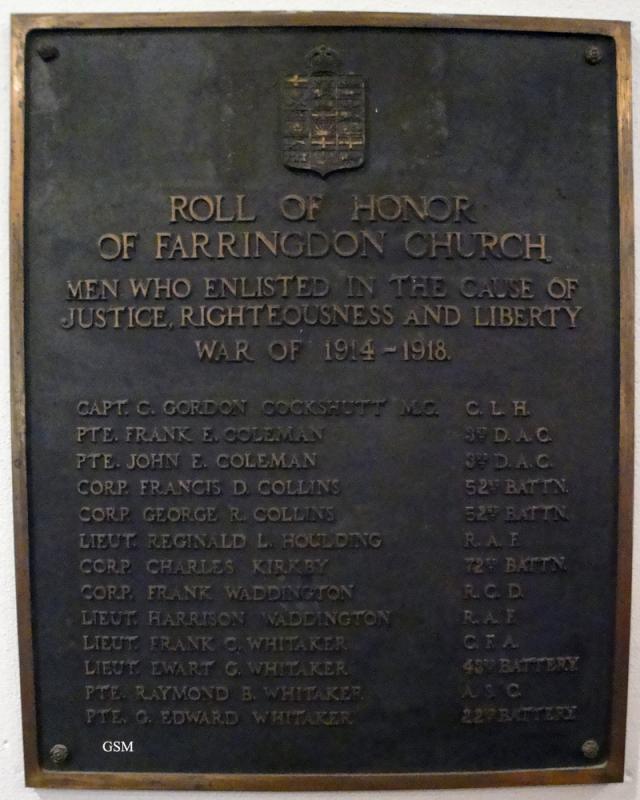 ROLL OF HONOR
OF FARRINGDON CHURCH.
MEN WHO ENLISTED IN THE CAUSE OF
JUSTICE, RIGHTEOUSNESS AND LIBERTY
WAR OF 1914-1918.
CAPT. C. GORDON COCKSHUTT M.C. C. L. H.
PTE. FRANK E. COLEMAN 3RD D. A. C.
PTE. JOHN E. COLEMAN 3RD D. A. C.
CORP. FRANCIS D. COLLINS 52ND BATTN.
CORP. GEORGE R. COLLINS 52ND BATTN.
LIEUT. REGINALD L. HOULDING R. A. F.
CORP. CHARLES KIRKBY 72ND BATTN.
CORP. FRANK WADDINGTON R. C. D.
LIEUT. HARRISON WADDINGTON R. A. F.
LIEUT. FRANK C. WHITAKER C. F. A.
LIEUT. EWART G. WHITAKER 43RD BATTERY
PTE. RAYMOND B. WHITAKER A. S. C.
PTE. G. EDWARD WHITAKER 22ND BATTERY
GSM